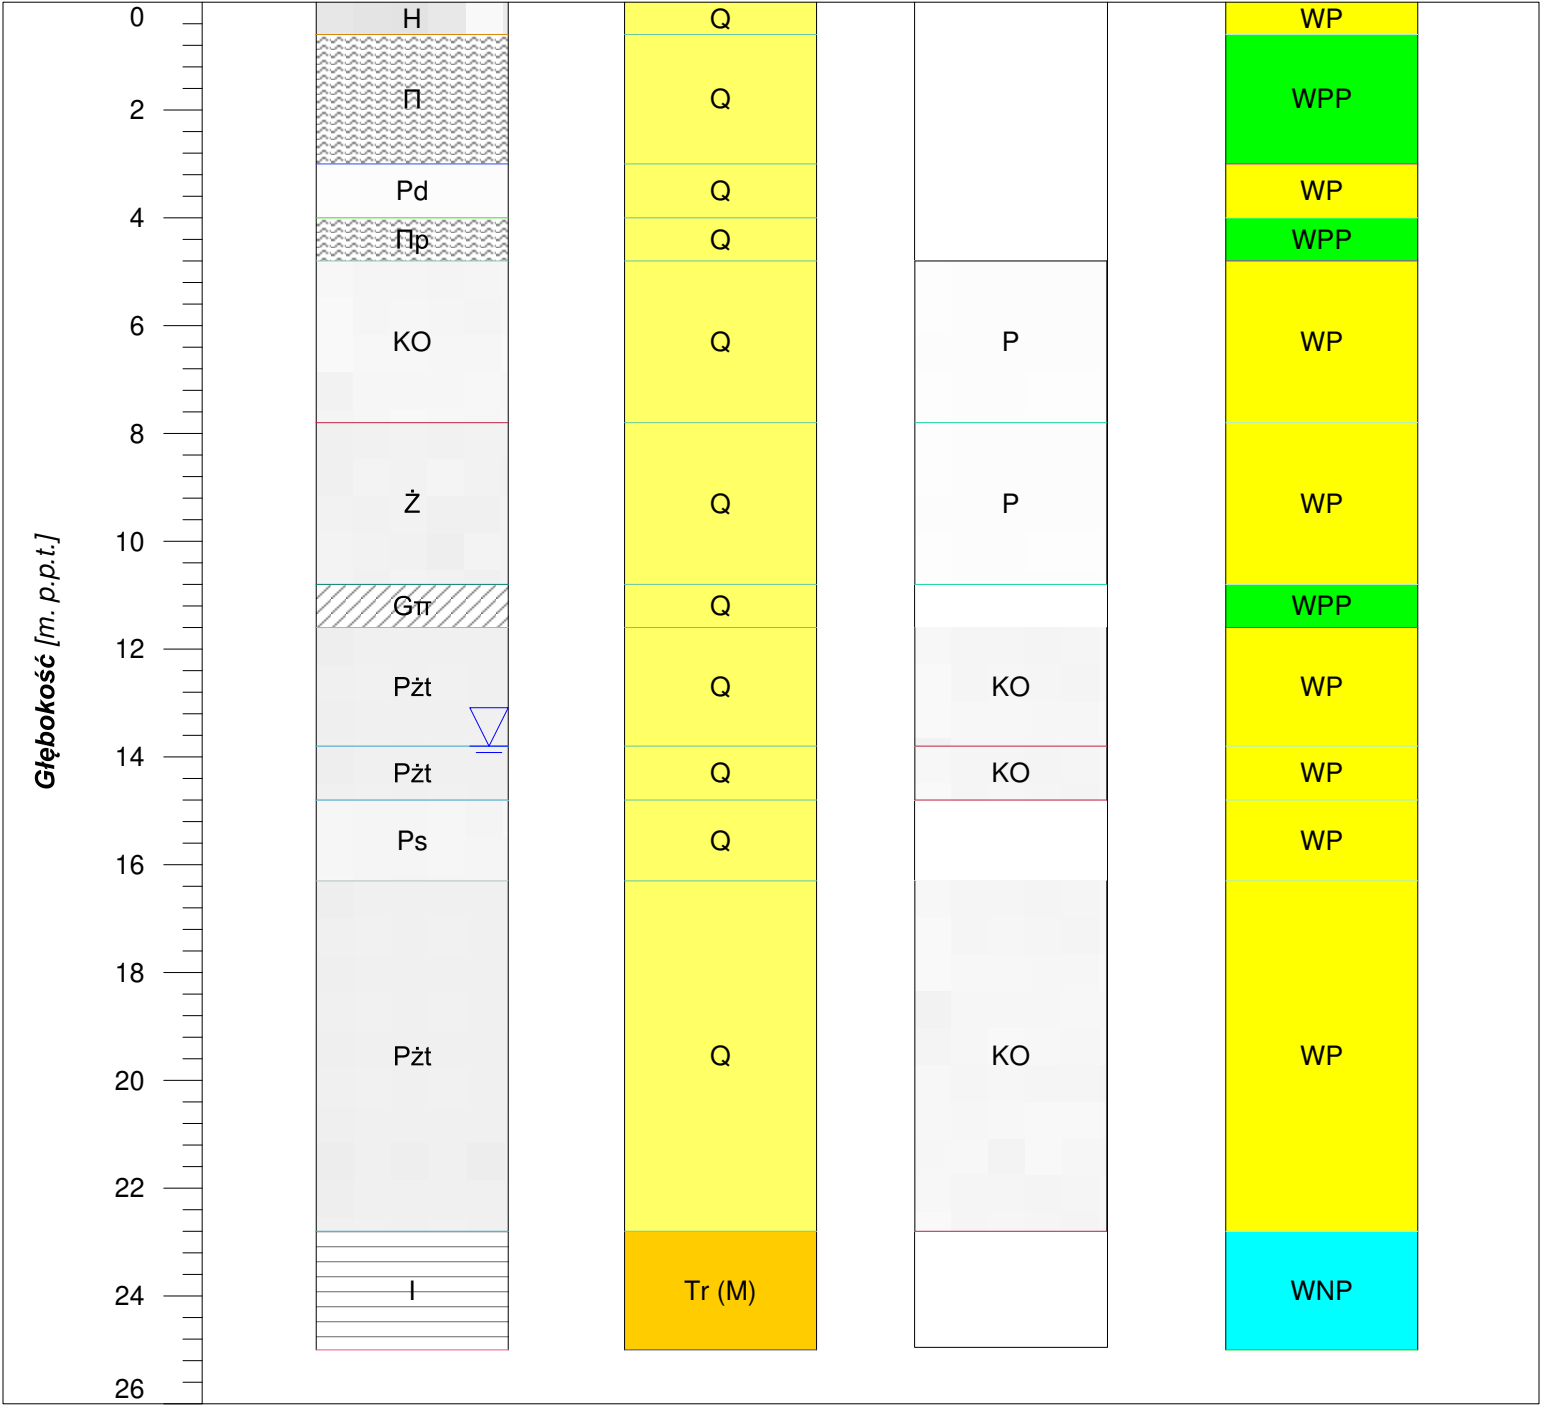 0
H
Q
WP
Π
Q
WPP
2
Pd
Q
WP
4
Πp
Q
WPP
6
KO
Q
P
WP
8
Ż
Q
P
WP
10
Głębokość [m. p.p.t.]
Gπ
Q
WPP
12
Pżt
Q
KO
WP
14
Pżt
Q
KO
WP
Ps
Q
WP
16
18
Pżt
Q
KO
WP
20
22
I
Tr (M)
WNP
24
26